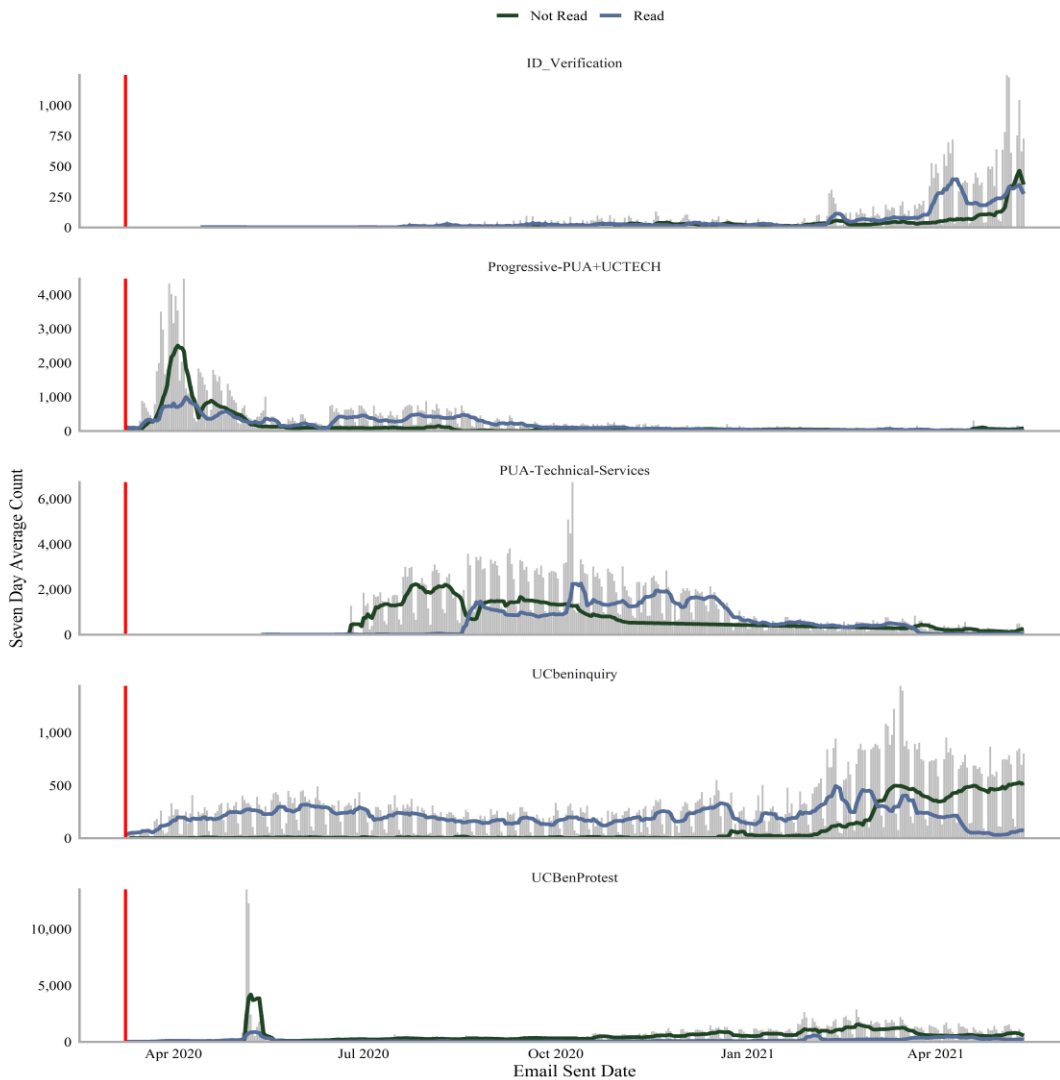 Not Read Read
ID_Verification
1,000
750
500
250
0
Progressive-PUA+UCTECH
4,000
3,000
2,000
1,000
0
PUA-Technical-Services
6,000
4,000
2,000
0
Seven Day Average Count
UCbeninquiry
1,000
500
0
UCBenProtest
10,000
5,000
0
Apr 2020 Jul 2020 Oct 2020 Jan 2021 Apr 2021
Email Sent Date